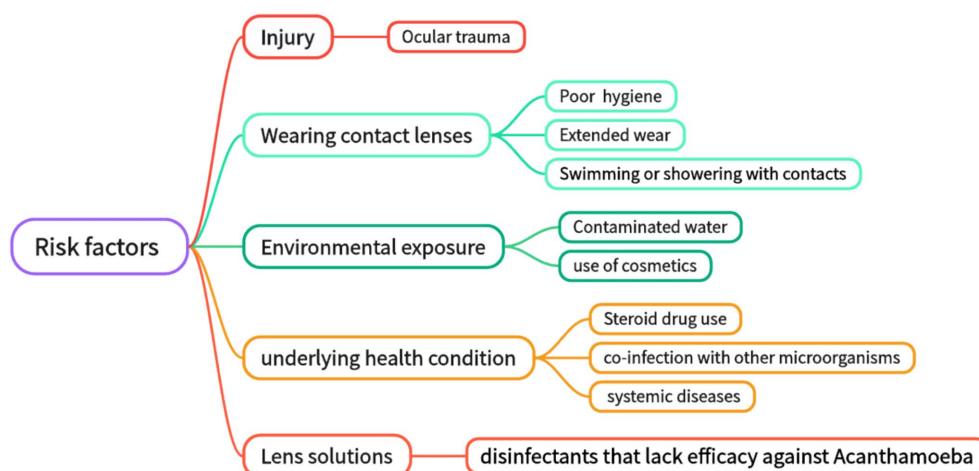 Risk factors
Injury
Ocular trauma
Wearing contact lenses
Poor hygiene
Extended wear
Swimming or showering with contacts
Environmental exposure
Contaminated water
use of cosmetics
underlying health condition
Steroid drug use
co-infection with other microorganisms
systemic diseases
Lens solutions
disinfectants that lack efficacy against Acanthamoeba